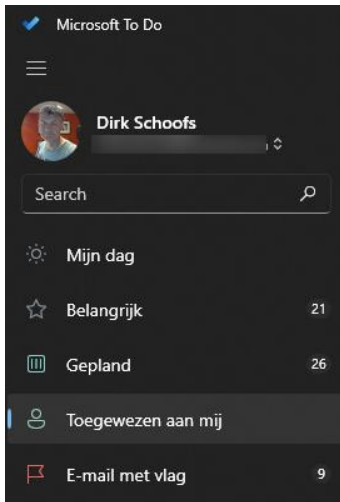 Microsoft To Do
Dirk Schoofs
Search
Mijn dag
Belangrijk 21
Gepland 26
Toegewezen aan mij
E-mail met vlag 9